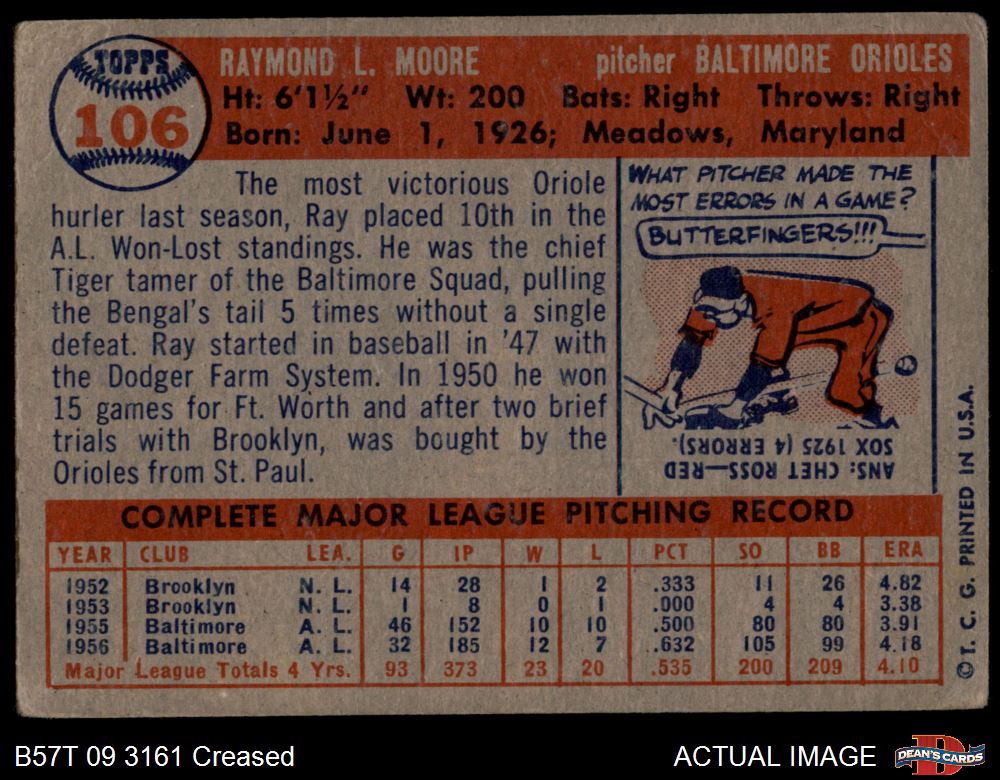 TOPPS
106
RAYMOND L. MOORE pitcher BALTIMORE ORIOLES
Ht: 6'1½" Wt: 200 Bats: Right Throws: Right
Born: June 1, 1926; Meadows, Maryland
The most victorious Oriole
hurler last season, Ray placed 10th in the
A.L. Won-Lost standings. He was the chief
Tiger tamer of the Baltimore Squad, pulling
the Bengal's tail 5 times without a single
defeat. Ray started in baseball in '47 with
the Dodger Farm System. In 1950 he won
15 games for Ft. Worth and after two brief
trials with Brooklyn, was bought by the
Orioles from St. Paul.
WHAT PITCHER MADE THE
MOST ERRORS IN A GAME?
BUTTERFINGERS!!!
ANS: CHET ROSS—RED
SOX 1925 (4 ERRORS).
COMPLETE MAJOR LEAGUE PITCHING RECORD
YEAR CLUB LEA. G IP W L PCT SO BB ERA
1952 Brooklyn N. L. 14 28 1 2 .333 11 26 4.82
1953 Brooklyn N. L. 1 8 0 1 .000 4 4 3.38
1955 Baltimore A. L. 46 152 10 10 .500 80 80 3.91
1956 Baltimore A. L. 32 185 12 7 .632 105 99 4.18
Major League Totals 4 Yrs. 93 373 23 20 .535 200 209 4.10
© T. C. G. PRINTED IN U.S.A.
B57T 09 3161 Creased ACTUAL IMAGE
DEAN'S CARDS